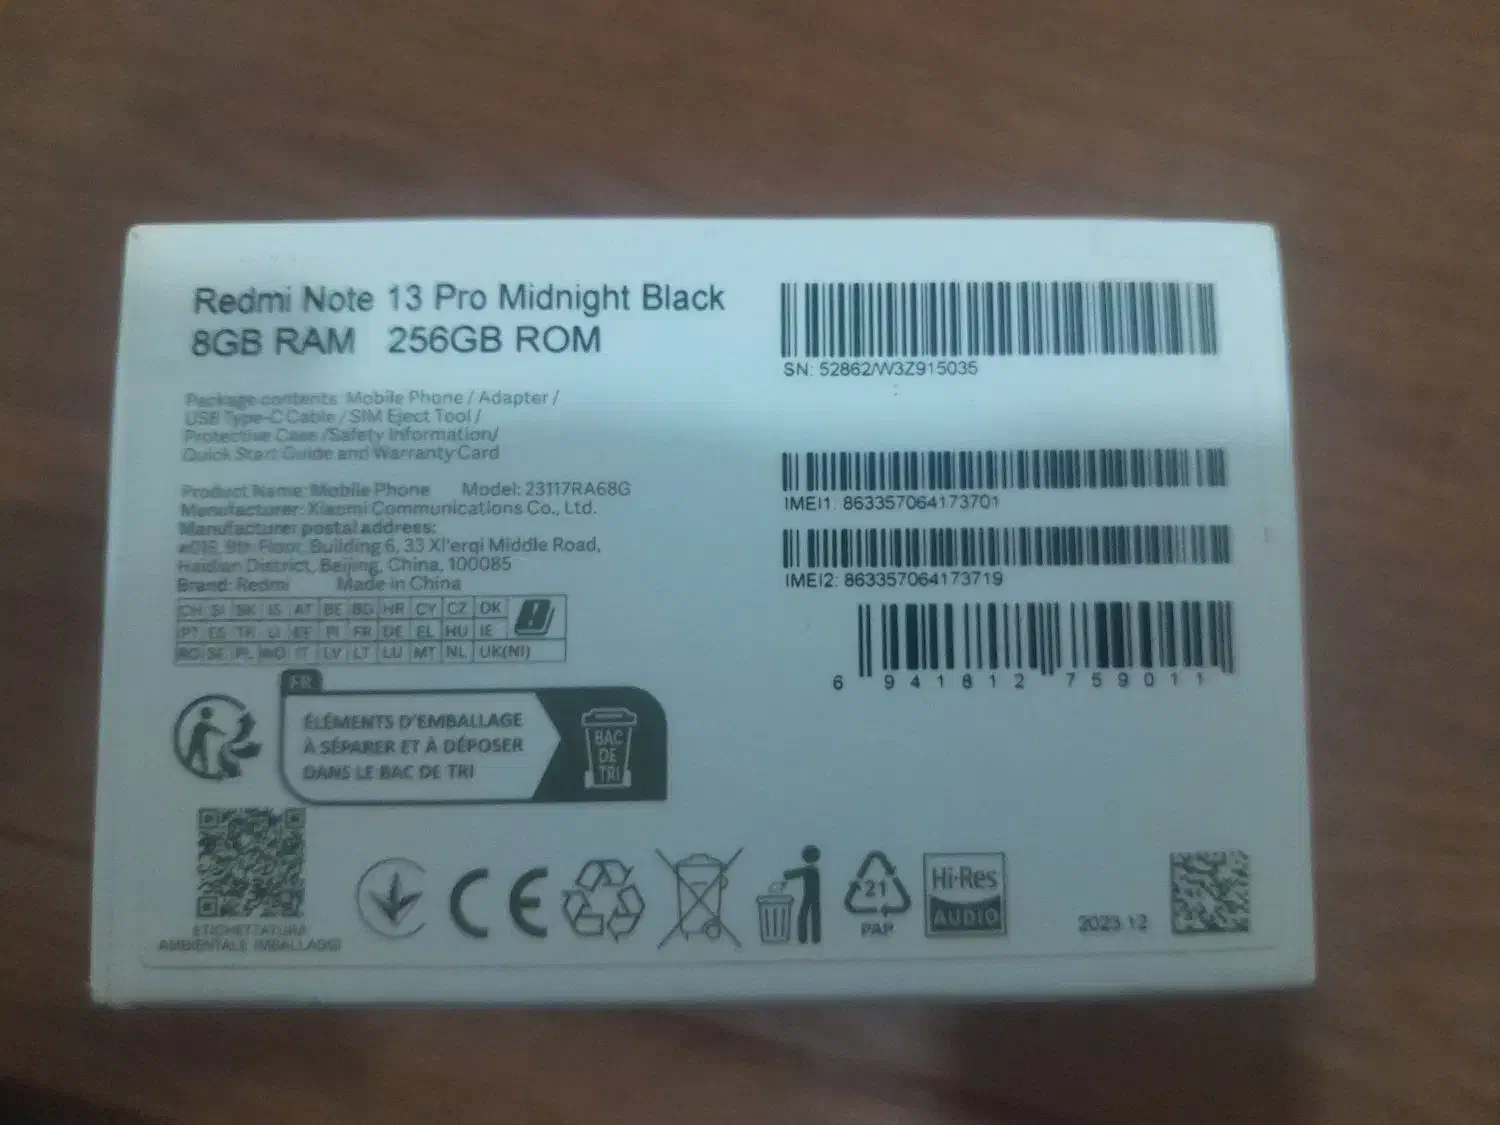 Redmi Note 13 Pro Midnight Black
8GB RAM 256GB ROM
Package contents: Mobile Phone / Adapter /
USB Type-C Cable / SIM Eject Tool /
Protective Case /Safety Information/
Quick Start Guide and Warranty Card
Product Name: Mobile Phone Model: 23117RA68G
Manufacturer: Xiaomi Communications Co., Ltd.
Manufacturer postal address:
#019, 9th Floor, Building 6, 33 Xi'erqi Middle Road,
Haidian District, Beijing, China, 100085
Brand: Redmi Made in China
CH SI SK IS AT BE BG HR CY CZ DK
PT ES TR LI EE FI FR DE EL HU IE
RO SE PL NO IT LV LT LU MT NL UK(NI)
FR
ÉLÉMENTS D'EMBALLAGE
À SÉPARER ET À DÉPOSER
DANS LE BAC DE TRI
BAC
DE
TRI
ETICHETTATURA
AMBIENTALE IMBALLAGGI
CE
21
PAP
Hi-Res
AUDIO
2023.12
SN: 52862/W3Z915035
IMEI1: 863357064173701
IMEI2: 863357064173719
6 941812 759011